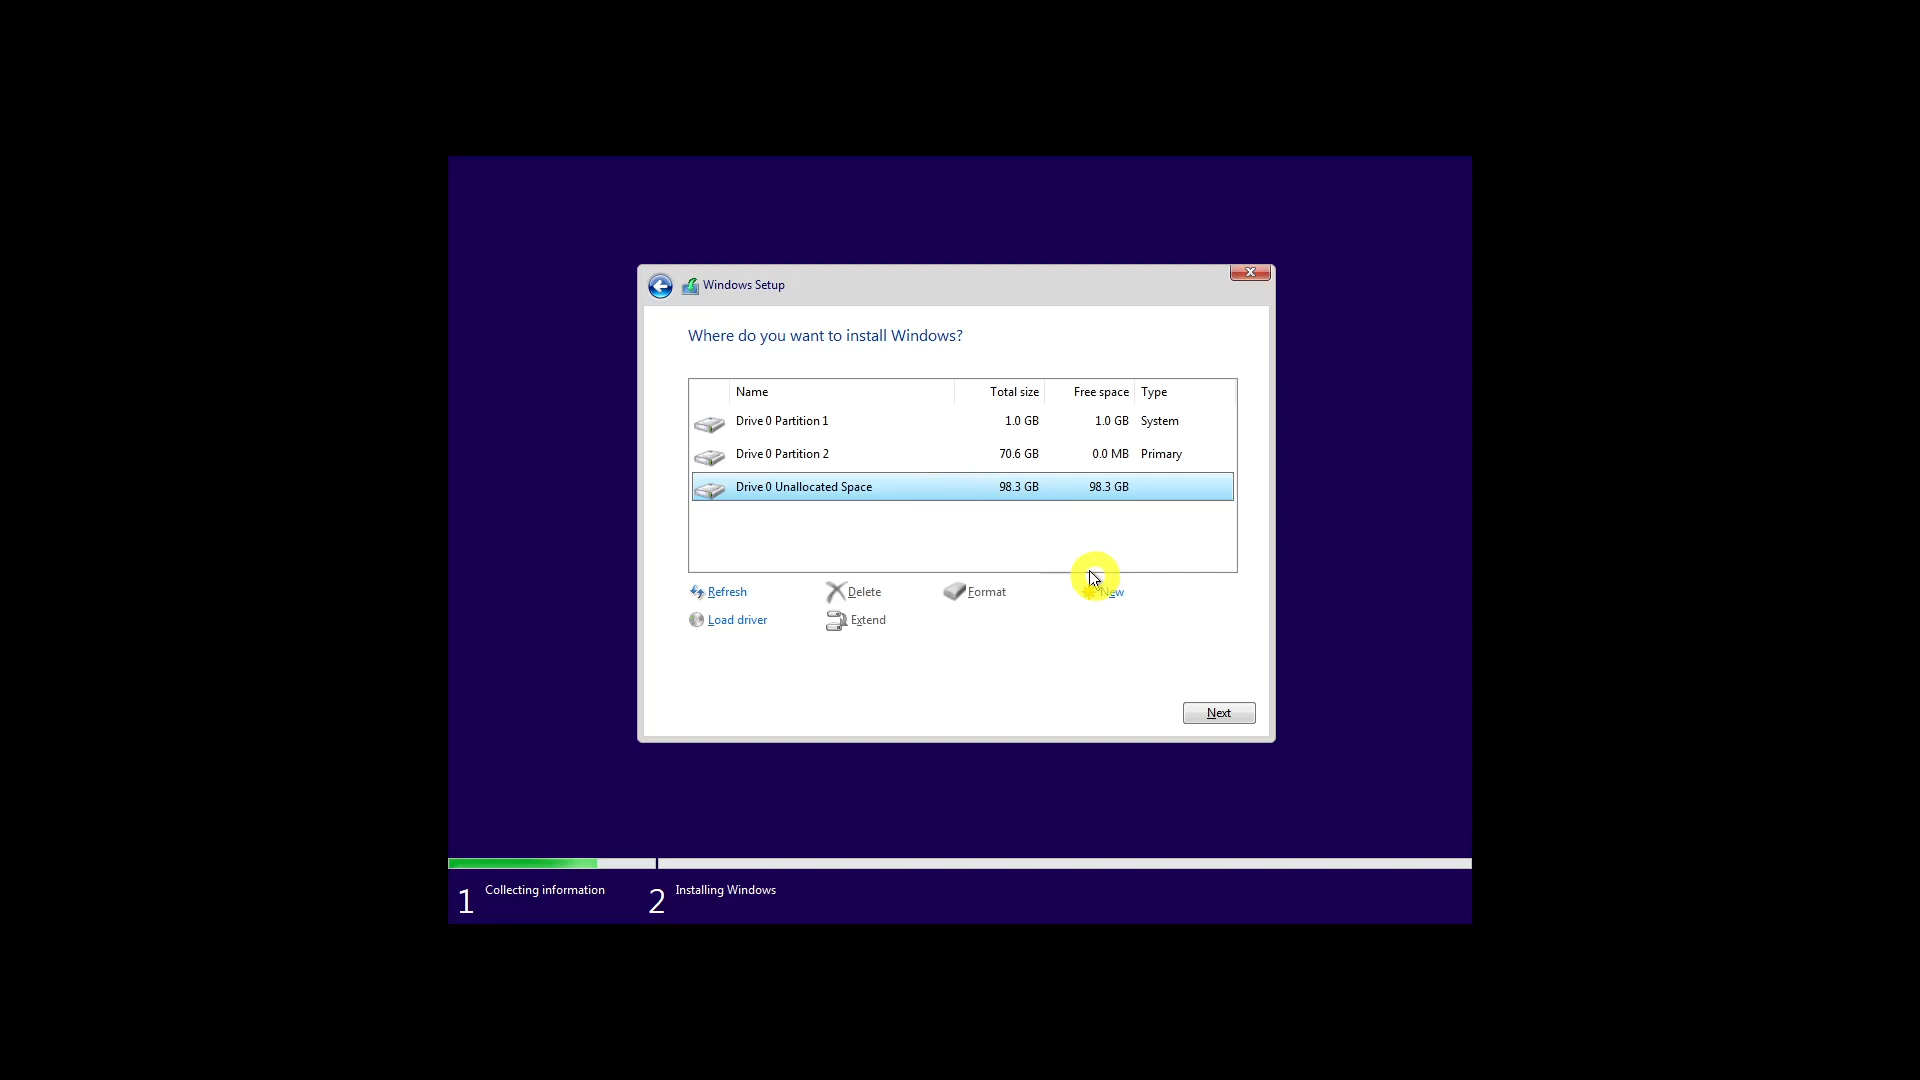 Windows Setup
Where do you want to install Windows?
Name Total size Free space Type
Drive 0 Partition 1 1.0 GB 1.0 GB System
Drive 0 Partition 2 70.6 GB 0.0 MB Primary
Drive 0 Unallocated Space 98.3 GB 98.3 GB
Refresh Delete Format New
Load driver Extend
Next
1 Collecting information 2 Installing Windows